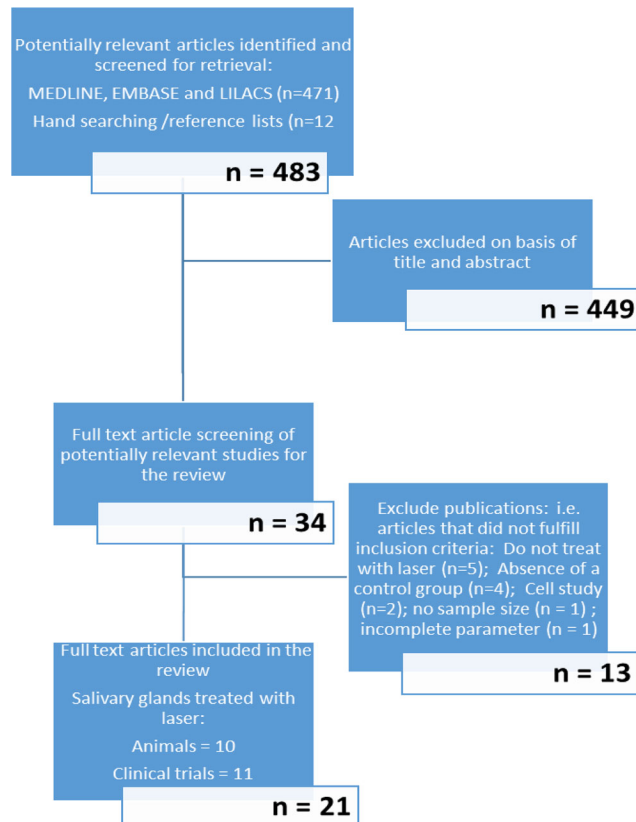 Potentially relevant articles identified and
screened for retrieval:
MEDLINE, EMBASE and LILACS (n=471)
Hand searching /reference lists (n=12
n = 483
Articles excluded on basis of
title and abstract
n = 449
Full text article screening of
potentially relevant studies for
the review
n = 34
Exclude publications: i.e.
articles that did not fulfill
inclusion criteria: Do not treat
with laser (n=5); Absence of a
control group (n=4); Cell study
(n=2); no sample size (n = 1) ;
incomplete parameter (n = 1)
n = 13
Full text articles included in the
review
Salivary glands treated with
laser:
Animals = 10
Clinical trials = 11
n = 21